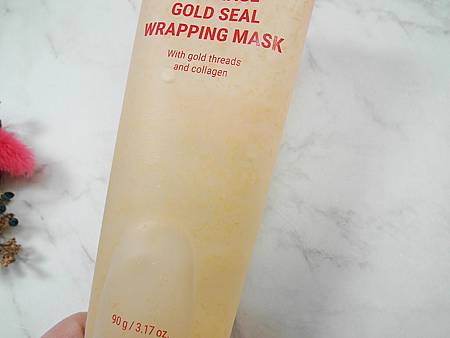 GOLD SEAL
WRAPPING MASK
With gold threads
and collagen
90 g / 3.17 oz.